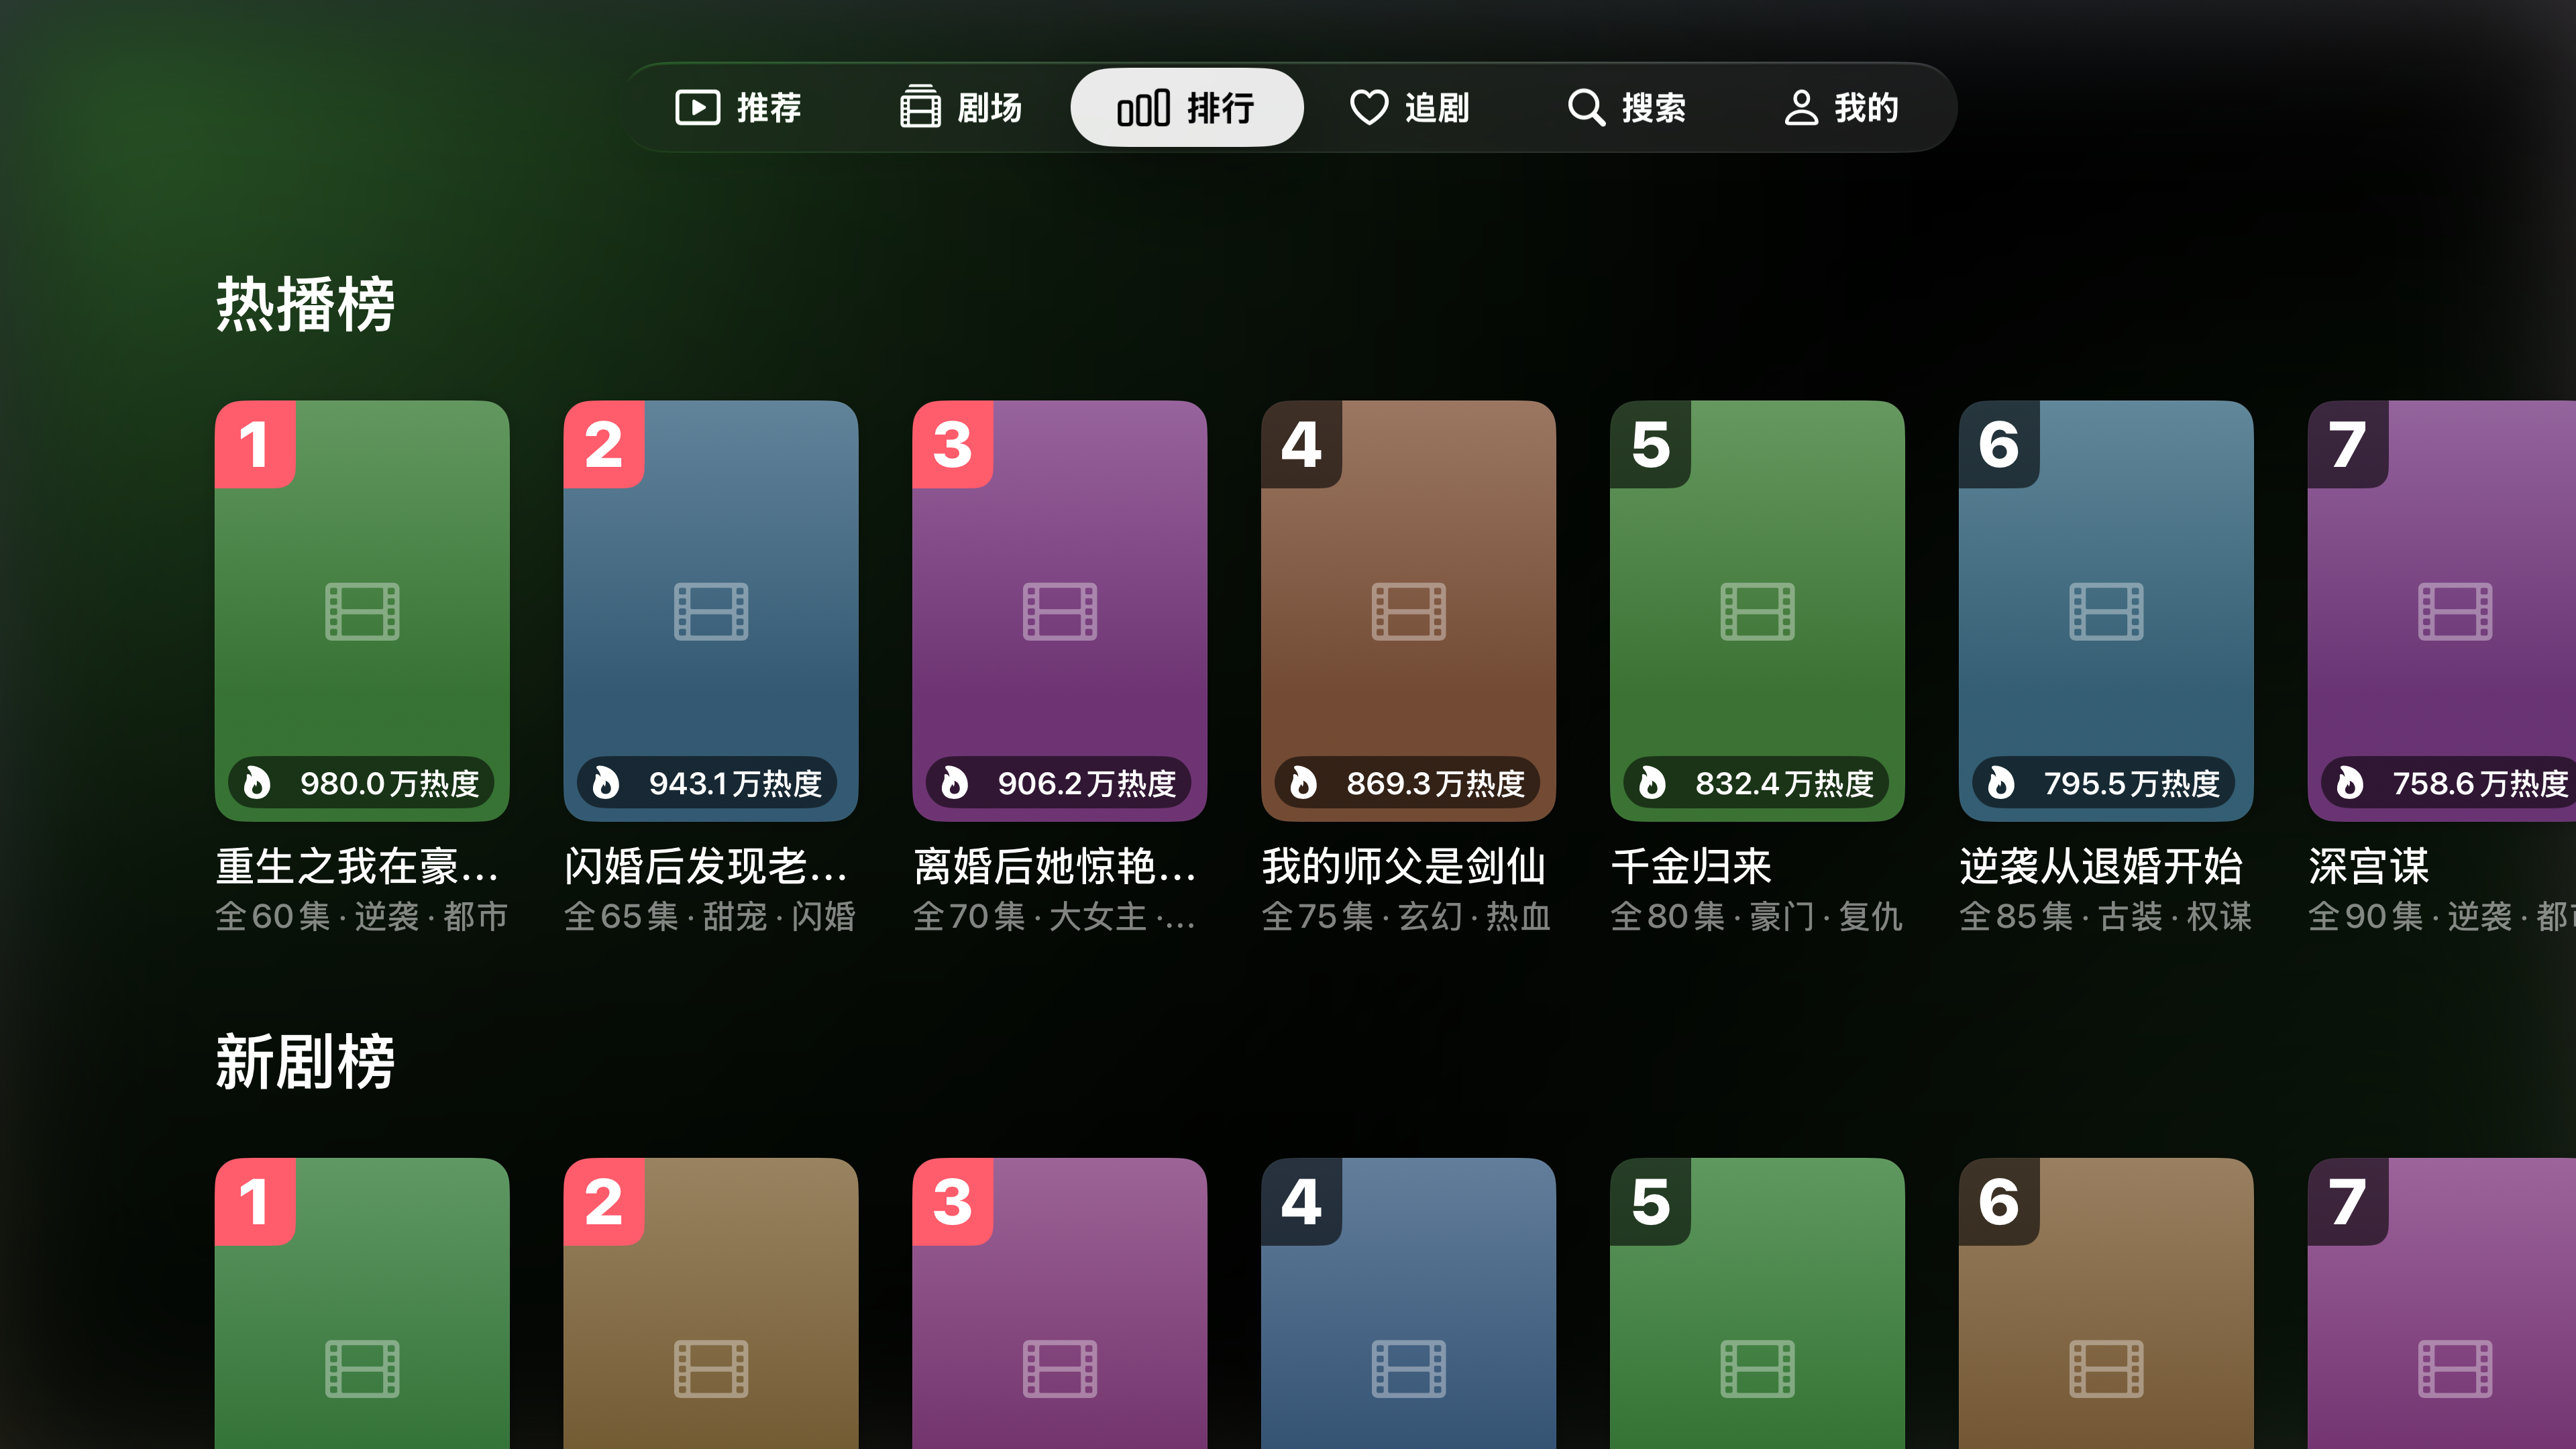 推荐 剧场 排行 追剧 搜索 我的
热播榜
1 2 3 4 5 6 7
980.0万热度 943.1万热度 906.2万热度 869.3万热度 832.4万热度 795.5万热度 758.6万热度
重生之我在豪... 闪婚后发现老... 离婚后她惊艳... 我的师父是剑仙 千金归来 逆袭从退婚开始 深宫谋
全60集 · 逆袭 · 都市 全65集 · 甜宠 · 闪婚 全70集 · 大女主 ·... 全75集 · 玄幻 · 热血 全80集 · 豪门 · 复仇 全85集 · 古装 · 权谋 全90集 · 逆袭 · 都
新剧榜
1 2 3 4 5 6 7